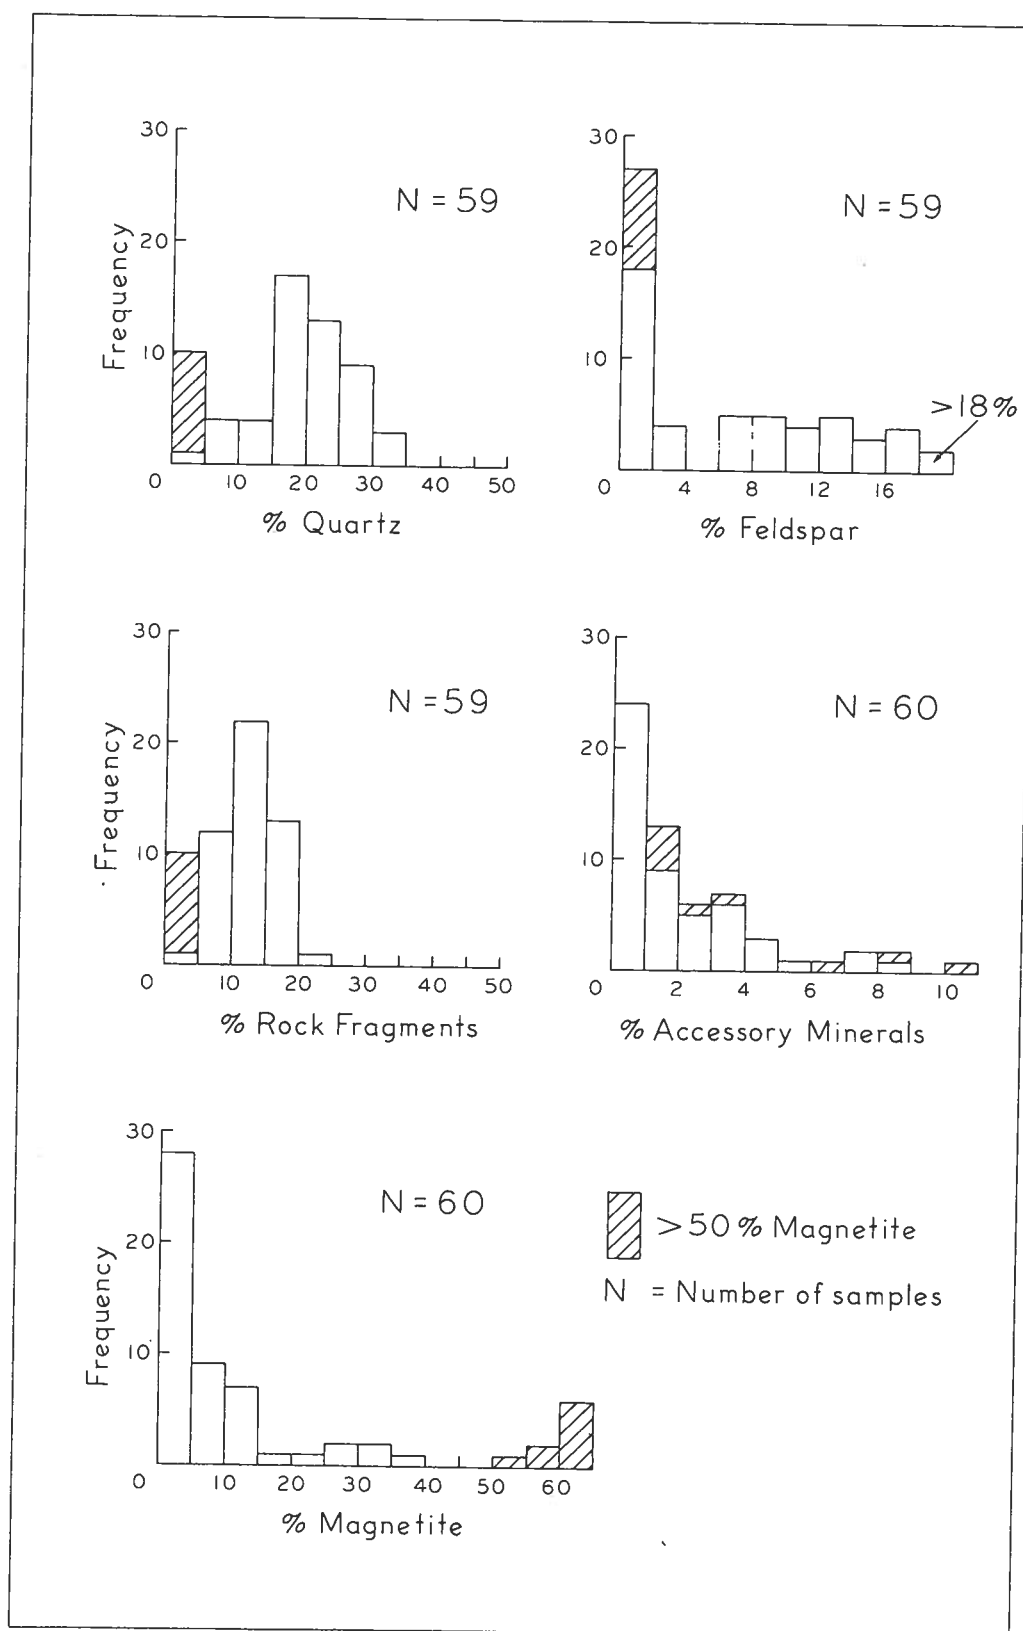 30
20
10
Frequency
N = 59
0 10 20 30 40 50
% Quartz
30
20
10
N = 59
>18%
0 4 8 12 16
% Feldspar
30
20
10
Frequency
N = 59
0 10 20 30 40 50
% Rock Fragments
30
20
10
N = 60
0 2 4 6 8 10
% Accessory Minerals
30
20
10
Frequency
N = 60
0 10 20 30 40 50 60
% Magnetite
>50% Magnetite
N = Number of samples